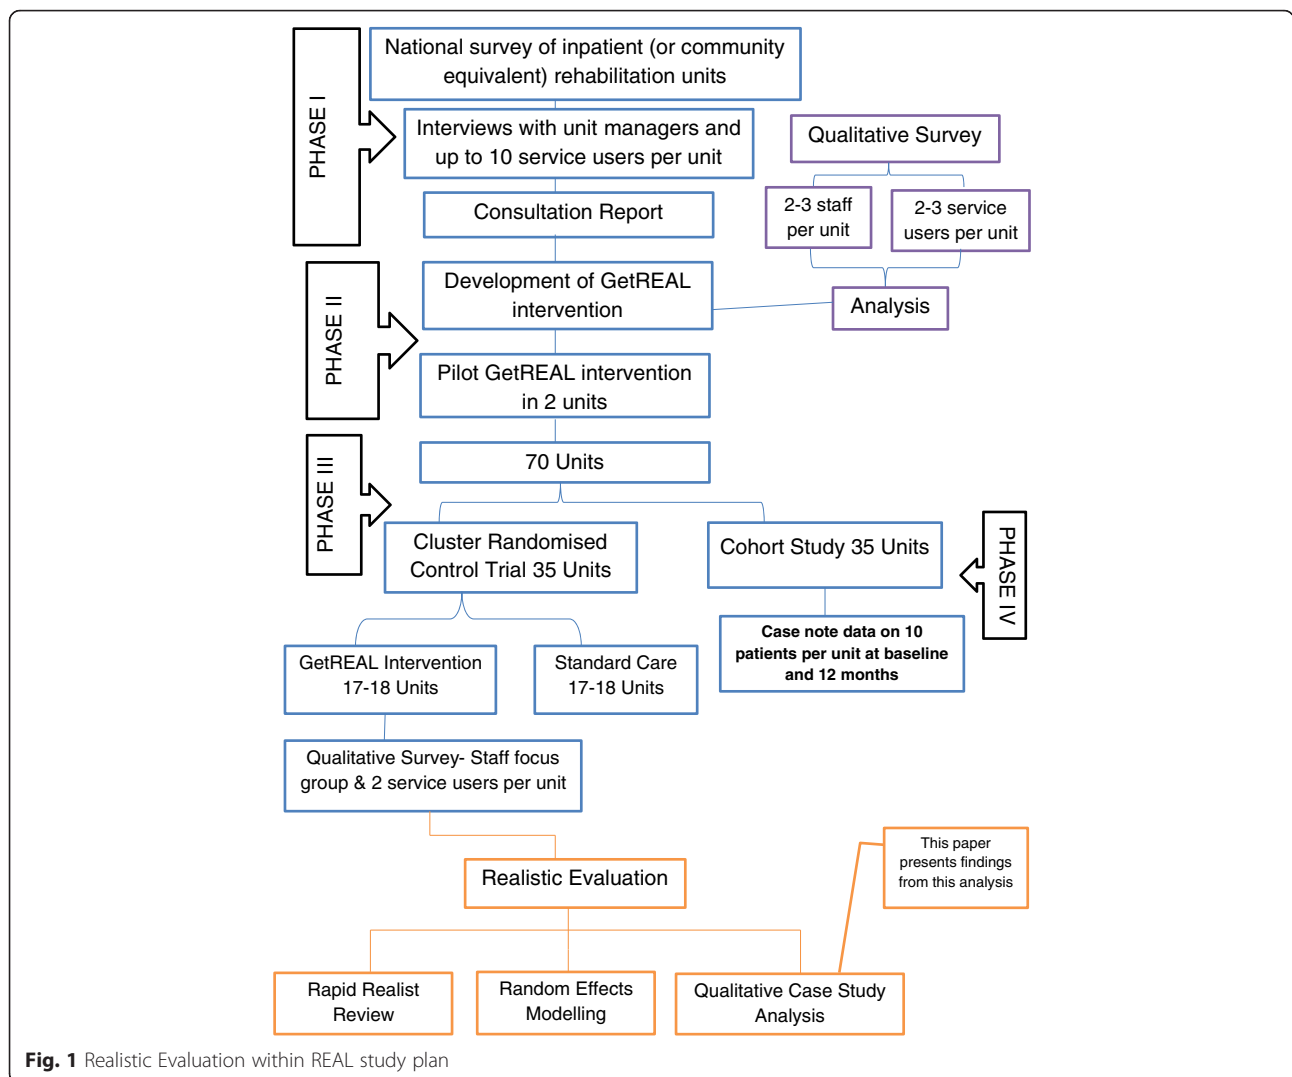 PHASE I
National survey of inpatient (or community
equivalent) rehabilitation units
Interviews with unit managers and
up to 10 service users per unit
Consultation Report
Qualitative Survey
2-3 staff
per unit
2-3 service
users per unit
Analysis
PHASE II
Development of GetREAL
intervention
Pilot GetREAL intervention
in 2 units
PHASE III
70 Units
Cluster Randomised
Control Trial 35 Units
Cohort Study 35 Units
PHASE IV
Case note data on 10
patients per unit at baseline
and 12 months
GetREAL Intervention
17-18 Units
Standard Care
17-18 Units
Qualitative Survey- Staff focus
group & 2 service users per unit
This paper
presents findings
from this analysis
Realistic Evaluation
Rapid Realist
Review
Random Effects
Modelling
Qualitative Case Study
Analysis
Fig. 1 Realistic Evaluation within REAL study plan